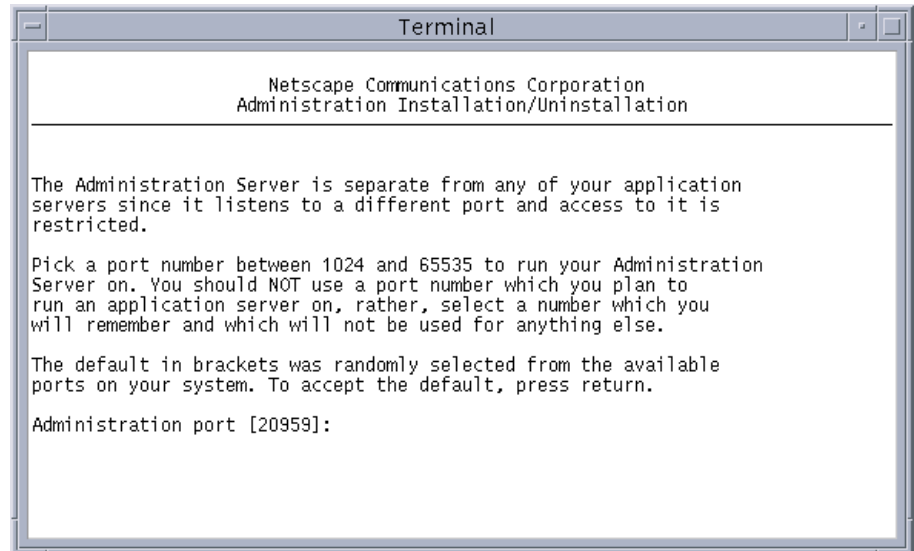 Terminal
Netscape Communications Corporation
Administration Installation/Uninstallation
The Administration Server is separate from any of your application
servers since it listens to a different port and access to it is
restricted.
Pick a port number between 1024 and 65535 to run your Administration
Server on. You should NOT use a port number which you plan to
run an application server on, rather, select a number which you
will remember and which will not be used for anything else.
The default in brackets was randomly selected from the available
ports on your system. To accept the default, press return.
Administration port [20959]: